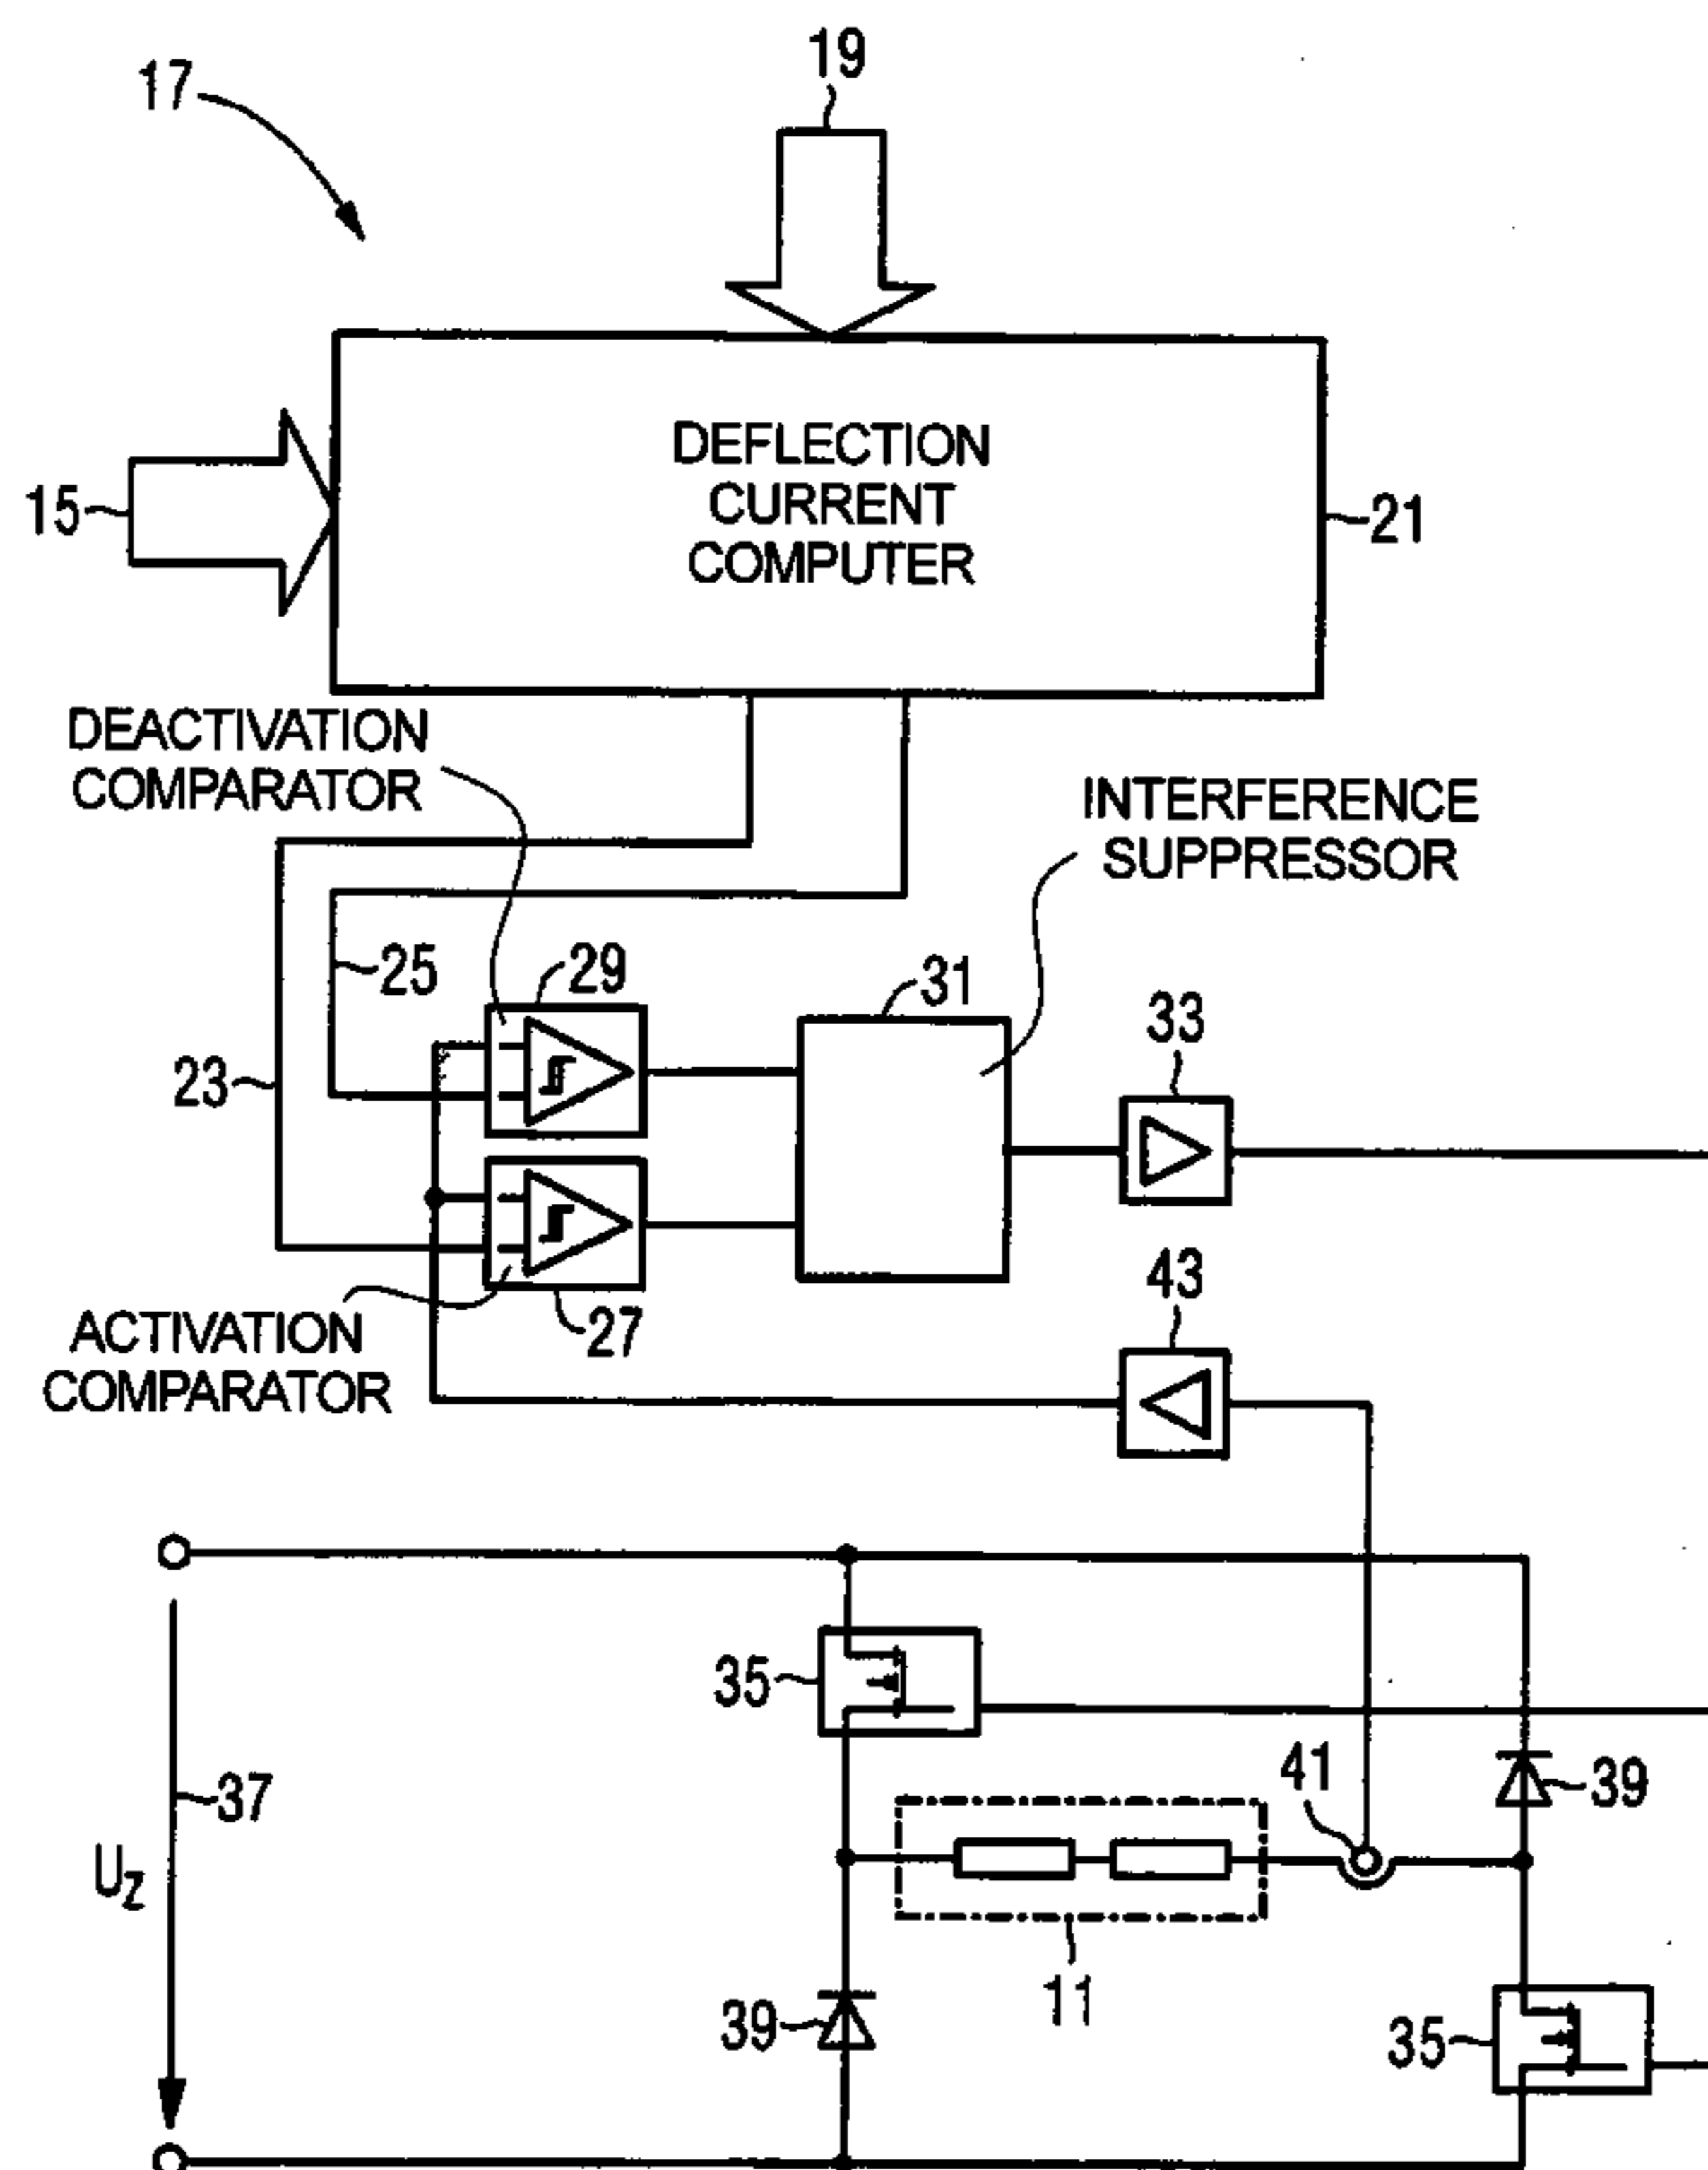 19
17
DEFLECTION
CURRENT
COMPUTER
15
21
DEACTIVATION
COMPARATOR
INTERFERENCE
SUPPRESSOR
25
29
31
33
23
ACTIVATION
COMPARATOR
27
43
35
37
41
39
UZ
11
39
35